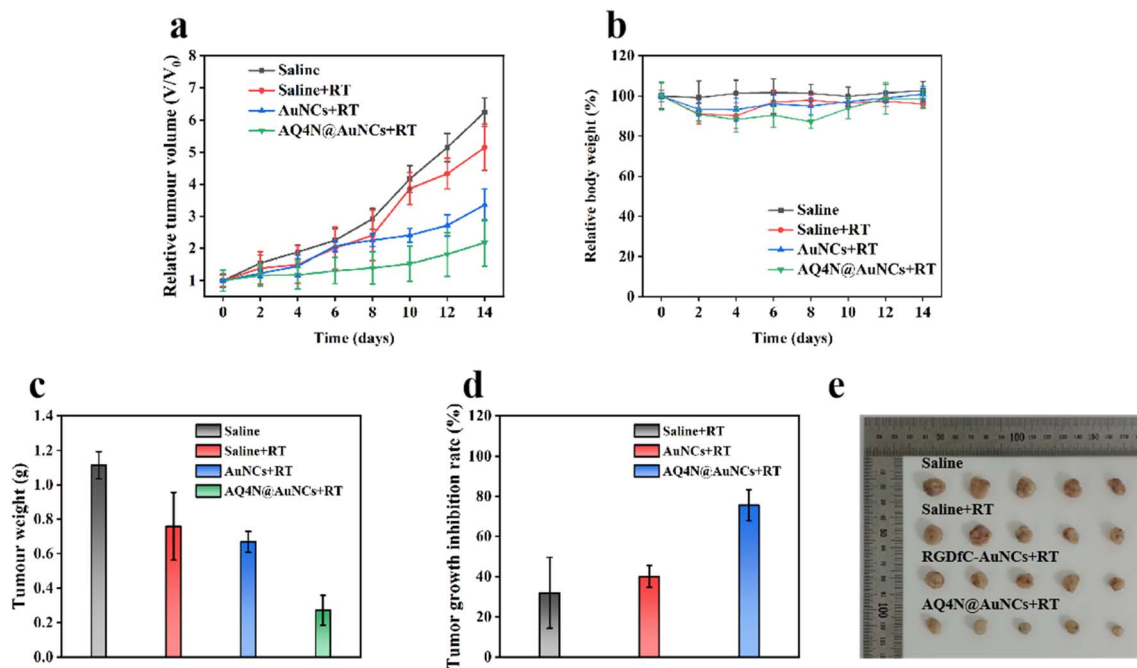 a
Relative tumour volume (V/V0)
8
7
6
5
4
3
2
1
0 2 4 6 8 10 12 14
Time (days)
Saline
Saline+RT
AuNCs+RT
AQ4N@AuNCs+RT
b
Relative body weight (%)
120
100
80
60
40
20
0
0 2 4 6 8 10 12 14
Time (days)
Saline
Saline+RT
AuNCs+RT
AQ4N@AuNCs+RT
c
Tumour weight (g)
1.4
1.2
1.0
0.8
0.6
0.4
0.2
0.0
Saline
Saline+RT
AuNCs+RT
AQ4N@AuNCs+RT
d
Tumor growth inhibition rate (%)
120
100
80
60
40
20
0
Saline+RT
AuNCs+RT
AQ4N@AuNCs+RT
e
Saline
Saline+RT
RGDfC-AuNCs+RT
AQ4N@AuNCs+RT